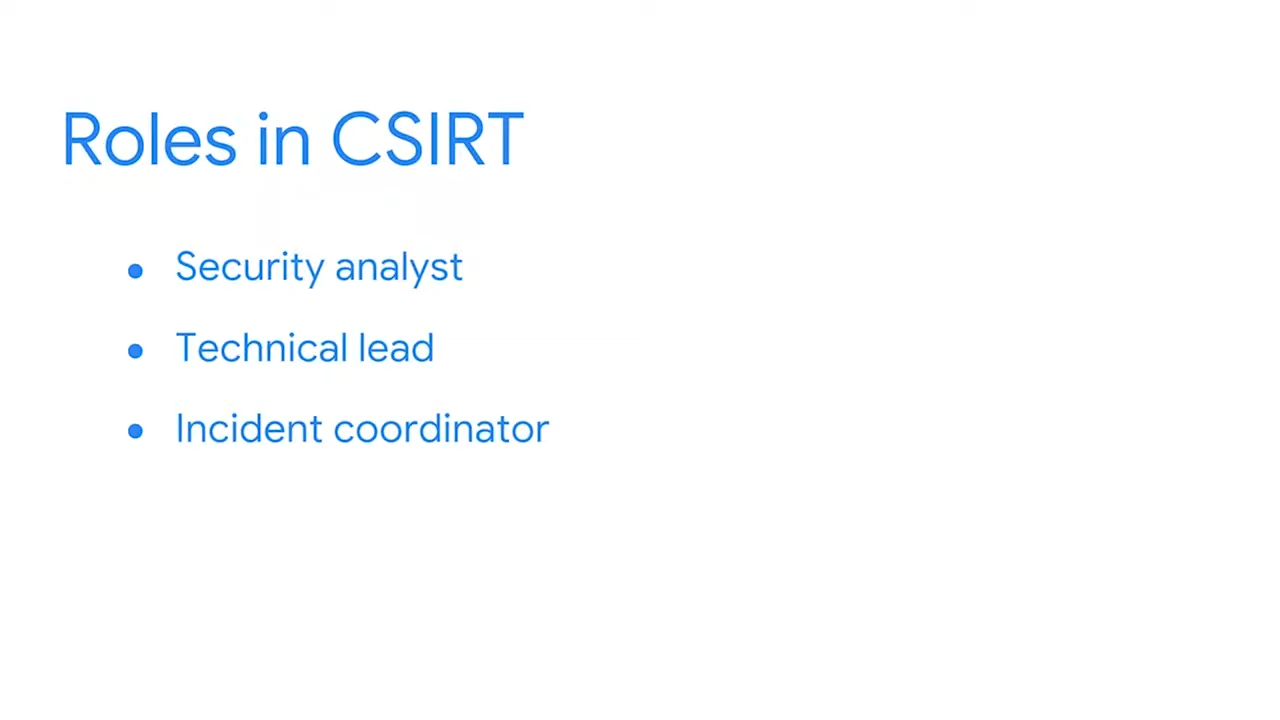 Roles in CSIRT
● Security analyst
● Technical lead
● Incident coordinator